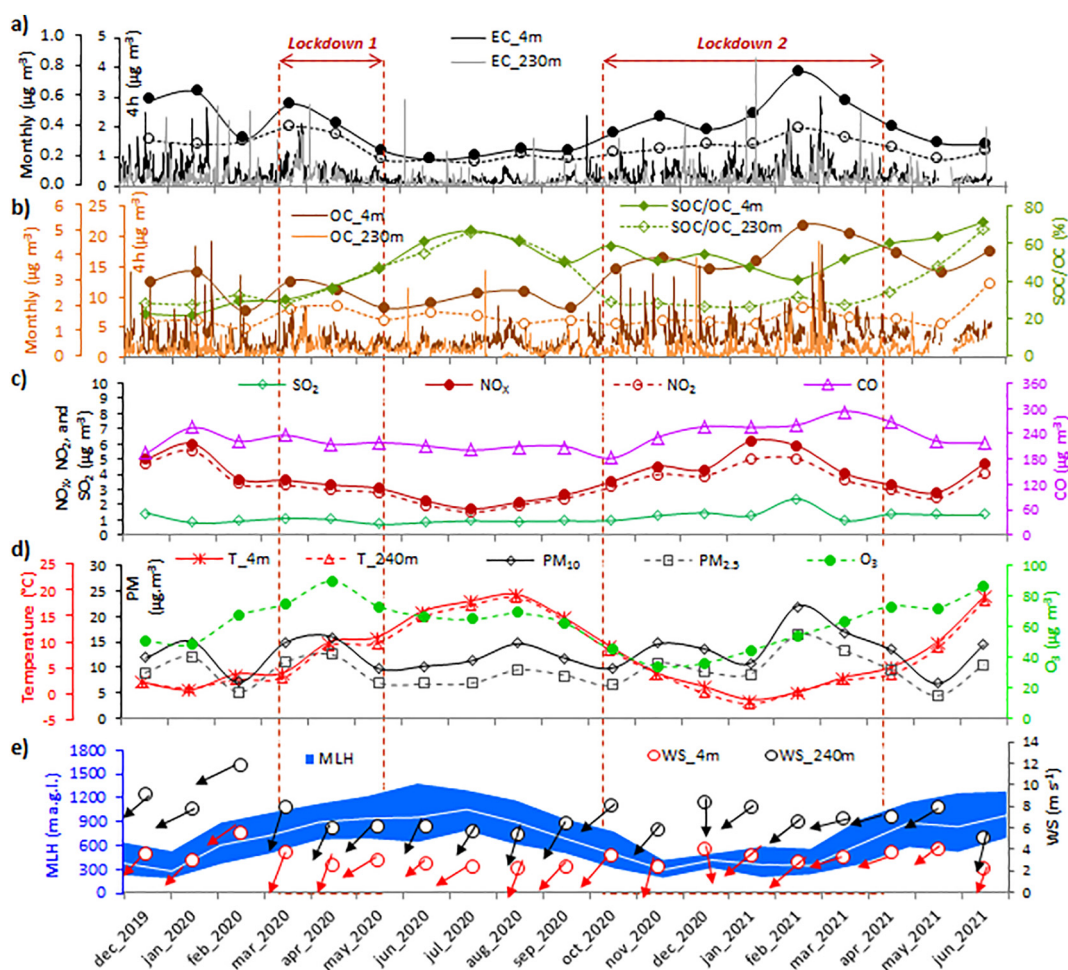 a)
Monthly (µg m⁻³)
1.0
0.8
0.6
0.4
0.2
0.0
4h (µg m⁻³)
5
4
3
2
1
0
Lockdown 1
EC_4m
EC_230m
Lockdown 2
b)
Monthly (µg m⁻³)
6
5
4
3
2
1
0
4h (µg m⁻³)
25
20
15
10
5
0
OC_4m
OC_230m
SOC/OC_4m
SOC/OC_230m
80
60
40
20
0
SOC/OC (%)
c)
NOX, NO₂, and
SO₂ (µg m⁻³)
10
9
8
7
6
5
4
3
2
1
0
SO₂
NOX
NO₂
CO
360
300
240
180
120
60
0
CO (µg m⁻³)
d)
Temperature (°C)
25
20
15
10
5
0
-5
PM
(µg.m⁻³)
30
25
20
15
10
5
0
T_4m
T_240m
PM₁₀
PM₂.₅
O₃
100
80
60
40
20
0
O₃ (µg m⁻³)
e)
MLH (m a.g.l.)
1800
1500
1200
900
600
300
0
MLH
WS_4m
WS_240m
14
12
10
8
6
4
2
0
WS (m s⁻¹)
dec_2019
jan_2020
feb_2020
mar_2020
apr_2020
may_2020
jun_2020
jul_2020
aug_2020
sep_2020
oct_2020
nov_2020
dec_2020
jan_2021
feb_2021
mar_2021
apr_2021
may_2021
jun_2021